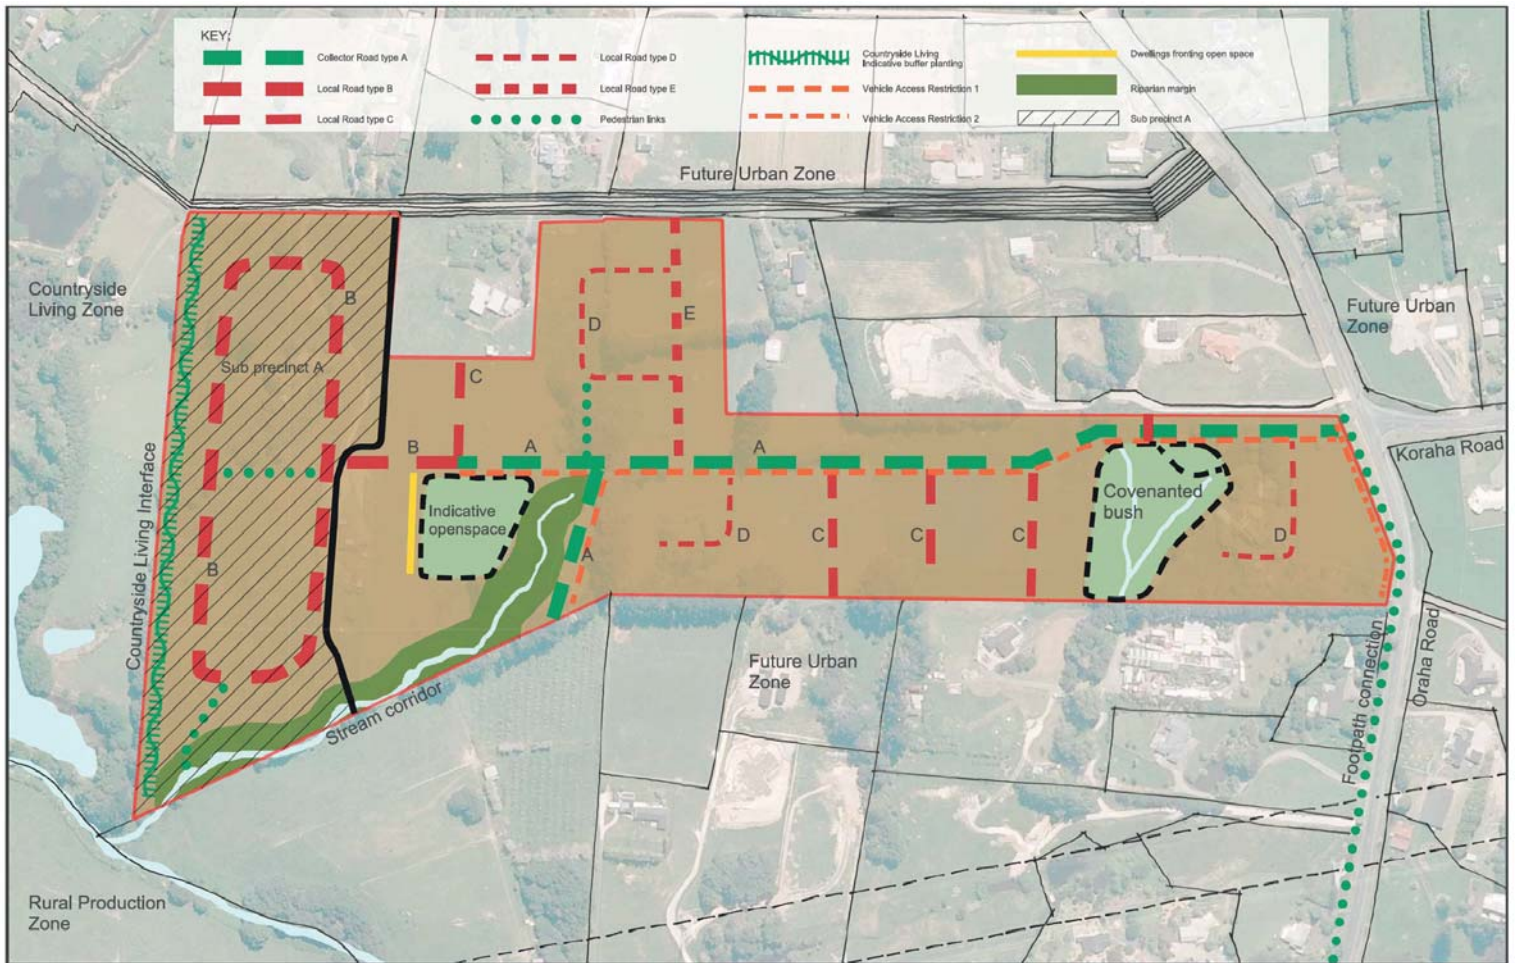 KEY:
Collector Road type A
Local Road type B
Local Road type C
Local Road type D
Local Road type E
Pedestrian links
Countryside Living
Indicative buffer planting
Vehicle Access Restriction 1
Vehicle Access Restriction 2
Dwellings fronting open space
Riparian margin
Sub precinct A
Future Urban Zone
Countryside
Living Zone
B
Sub precinct A
D
E
C
Future Urban
Zone
B
A
A
Koraha Road
Indicative
openspace
Covenanted
bush
A
D
C
C
C
D
B
Countryside Living Interface
Stream corridor
Future Urban
Zone
Footpath connection
Oraha Road
Rural Production
Zone